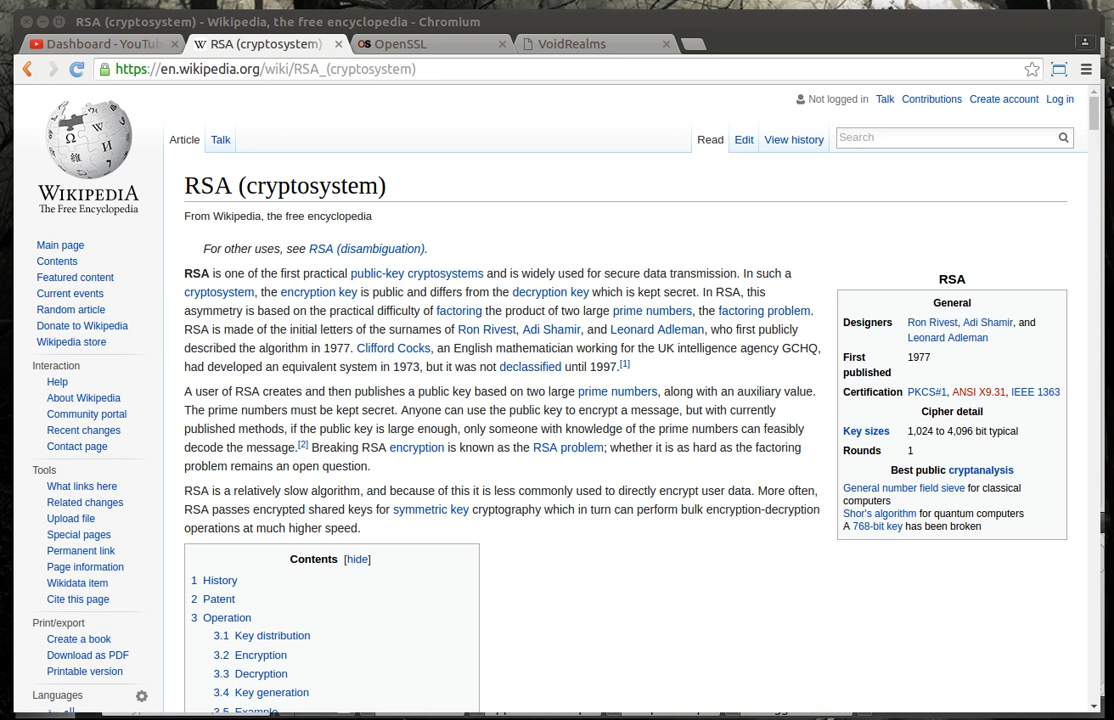 RSA (cryptosystem) - Wikipedia, the free encyclopedia - Chromium
Dashboard - YouTub
W RSA (cryptosystem)
OS OpenSSL
VoidRealms
https://en.wikipedia.org/wiki/RSA_(cryptosystem)
Not logged in Talk Contributions Create account Log in
Article Talk Read Edit View history Search
WIKIPEDIA
The Free Encyclopedia
Main page
Contents
Featured content
Current events
Random article
Donate to Wikipedia
Wikipedia store
Interaction
Help
About Wikipedia
Community portal
Recent changes
Contact page
Tools
What links here
Related changes
Upload file
Special pages
Permanent link
Page information
Wikidata item
Cite this page
Print/export
Create a book
Download as PDF
Printable version
Languages
RSA (cryptosystem)
From Wikipedia, the free encyclopedia
For other uses, see RSA (disambiguation).
RSA is one of the first practical public-key cryptosystems and is widely used for secure data transmission. In such a
cryptosystem, the encryption key is public and differs from the decryption key which is kept secret. In RSA, this
asymmetry is based on the practical difficulty of factoring the product of two large prime numbers, the factoring problem.
RSA is made of the initial letters of the surnames of Ron Rivest, Adi Shamir, and Leonard Adleman, who first publicly
described the algorithm in 1977. Clifford Cocks, an English mathematician working for the UK intelligence agency GCHQ,
had developed an equivalent system in 1973, but it was not declassified until 1997.[1]
A user of RSA creates and then publishes a public key based on two large prime numbers, along with an auxiliary value.
The prime numbers must be kept secret. Anyone can use the public key to encrypt a message, but with currently
published methods, if the public key is large enough, only someone with knowledge of the prime numbers can feasibly
decode the message.[2] Breaking RSA encryption is known as the RSA problem; whether it is as hard as the factoring
problem remains an open question.
RSA is a relatively slow algorithm, and because of this it is less commonly used to directly encrypt user data. More often,
RSA passes encrypted shared keys for symmetric key cryptography which in turn can perform bulk encryption-decryption
operations at much higher speed.
Contents [hide]
1 History
2 Patent
3 Operation
3.1 Key distribution
3.2 Encryption
3.3 Decryption
3.4 Key generation
3.5 Example
RSA
General
Designers Ron Rivest, Adi Shamir, and
Leonard Adleman
First 1977
published
Certification PKCS#1, ANSI X9.31, IEEE 1363
Cipher detail
Key sizes 1,024 to 4,096 bit typical
Rounds 1
Best public cryptanalysis
General number field sieve for classical
computers
Shor's algorithm for quantum computers
A 768-bit key has been broken